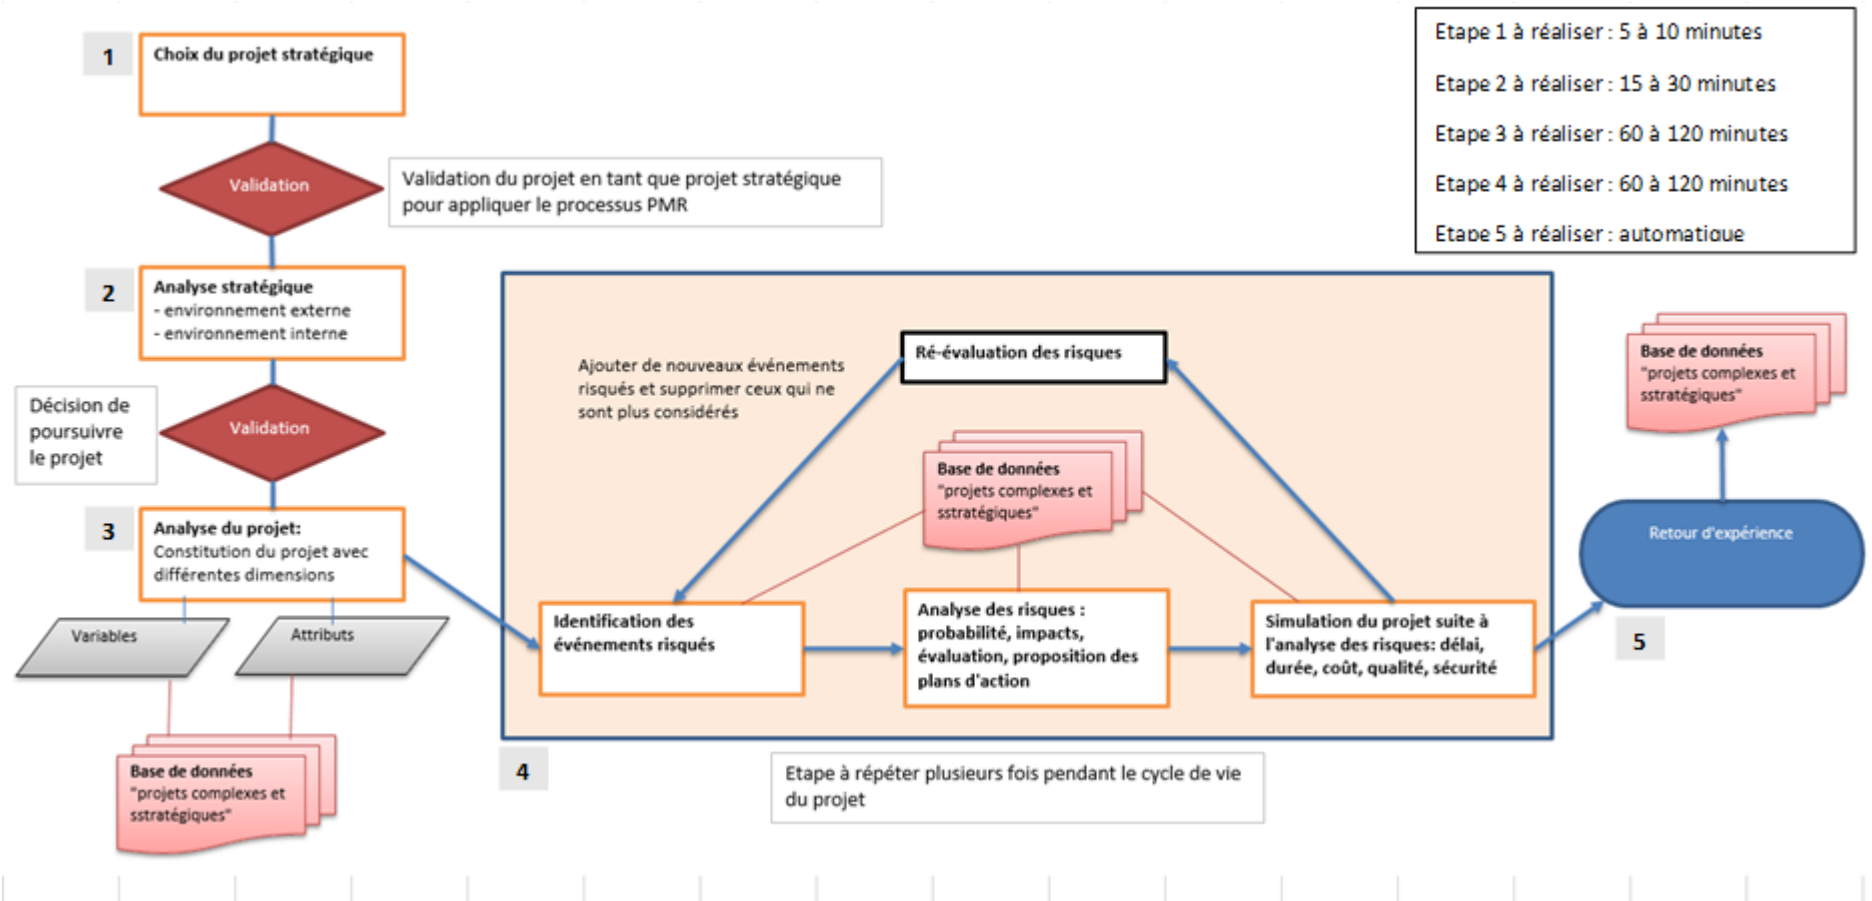 1
Choix du projet stratégique
Validation
Validation du projet en tant que projet stratégique
pour appliquer le processus PMR
Etape 1 à réaliser : 5 à 10 minutes
Etape 2 à réaliser : 15 à 30 minutes
Etape 3 à réaliser : 60 à 120 minutes
Etape 4 à réaliser : 60 à 120 minutes
Etape 5 à réaliser : automatique
2
Analyse stratégique
- environnement externe
- environnement interne
Décision de
poursuivre
le projet
Validation
3
Analyse du projet:
Constitution du projet avec
différentes dimensions
Variables
Attributs
Base de données
"projets complexes et
sstratégiques"
Ré-évaluation des risques
Ajouter de nouveaux événements
risqués et supprimer ceux qui ne
sont plus considérés
Base de données
"projets complexes et
sstratégiques"
Identification des
événements risqués
Analyse des risques :
probabilité, impacts,
évaluation, proposition des
plans d'action
Simulation du projet suite à
l'analyse des risques: délai,
durée, coût, qualité, sécurité
4
Etape à répéter plusieurs fois pendant le cycle de vie
du projet
Base de données
"projets complexes et
sstratégiques"
Retour d'expérience
5